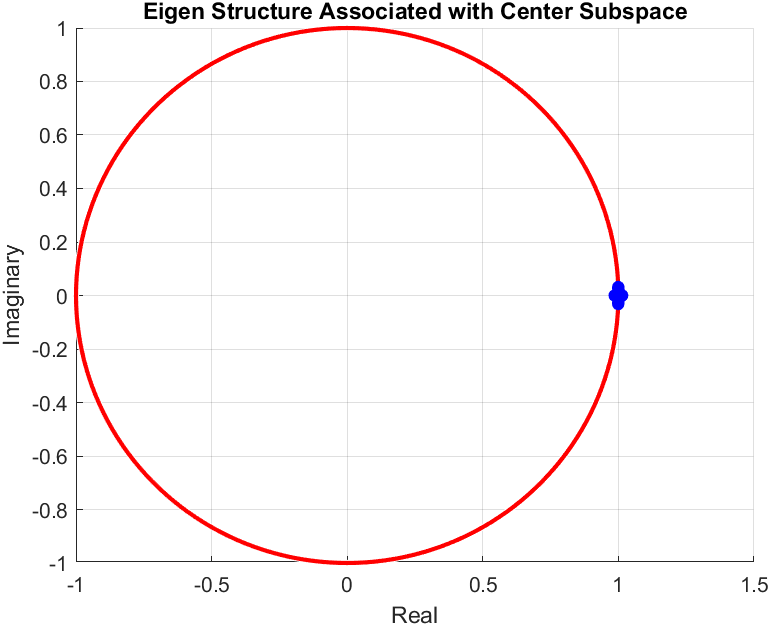 Eigen Structure Associated with Center Subspace
1
0.8
0.6
0.4
0.2
0
-0.2
-0.4
-0.6
-0.8
-1
Imaginary
-1 -0.5 0 0.5 1 1.5
Real